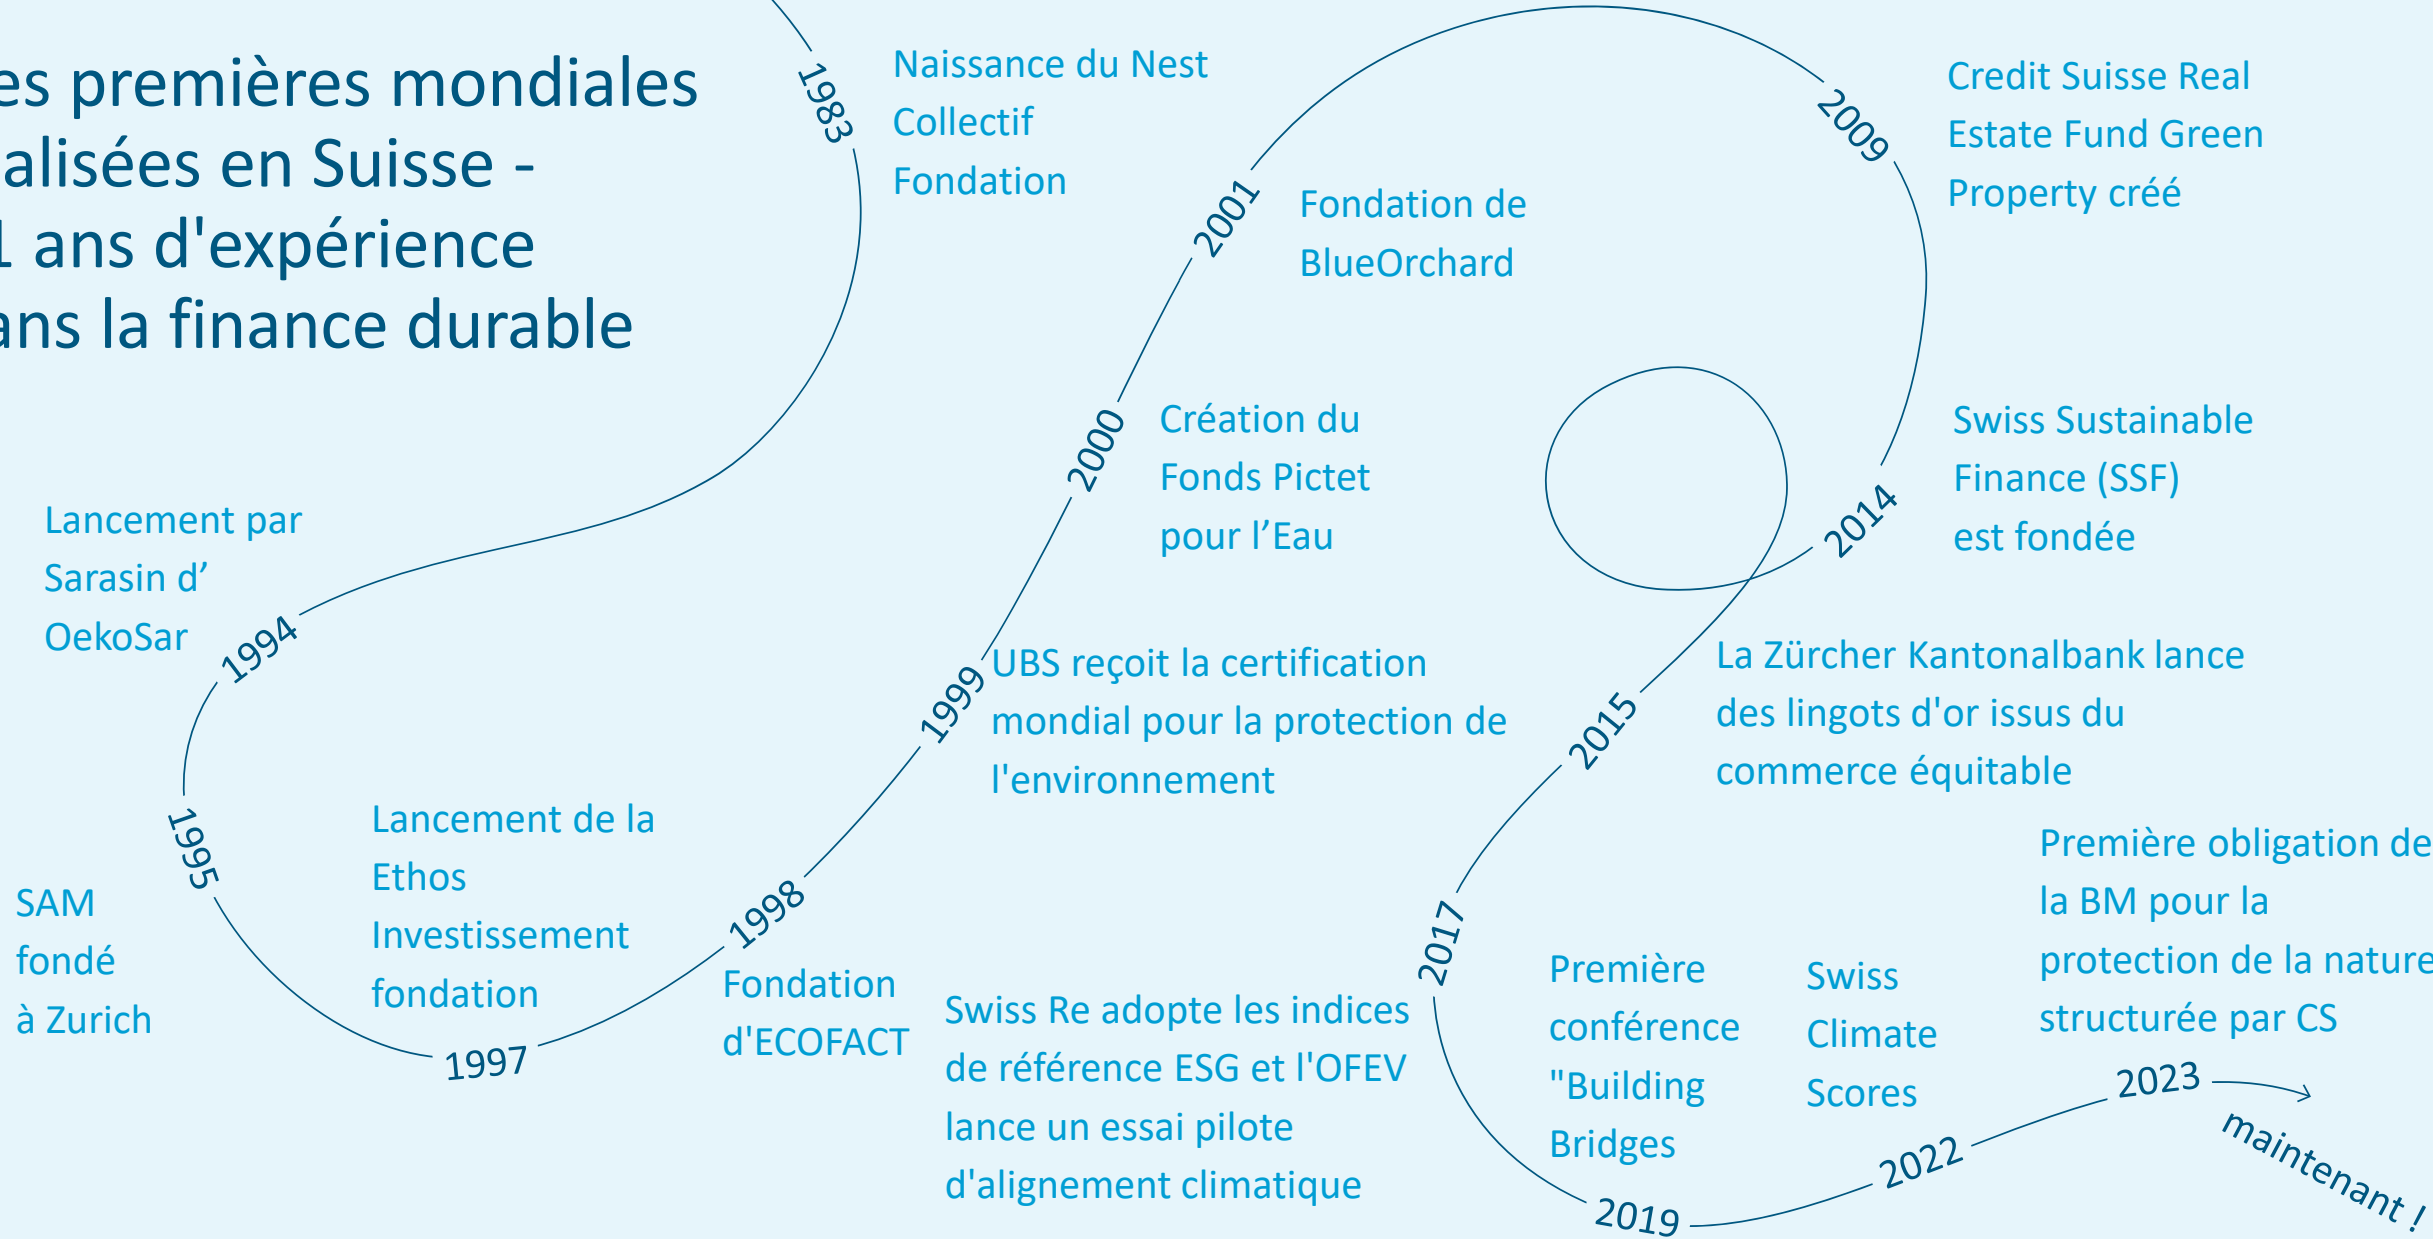 es premières mondiales
alisées en Suisse -
1 ans d'expérience
ans la finance durable
1983
Naissance du Nest
Collectif
Fondation
1994
Lancement par
Sarasin d’
OekoSar
1995
SAM
fondé
à Zurich
1997
Lancement de la
Ethos
Investissement
fondation
1998
Fondation
d'ECOFACT
1999
UBS reçoit la certification
mondial pour la protection de
l'environnement
2000
Création du
Fonds Pictet
pour l’Eau
2001
Fondation de
BlueOrchard
2009
Credit Suisse Real
Estate Fund Green
Property créé
2014
Swiss Sustainable
Finance (SSF)
est fondée
2015
La Zürcher Kantonalbank lance
des lingots d'or issus du
commerce équitable
2017
Swiss Re adopte les indices
de référence ESG et l'OFEV
lance un essai pilote
d'alignement climatique
2019
Première
conférence
"Building
Bridges
2022
Swiss
Climate
Scores
2023
Première obligation de
la BM pour la
protection de la nature
structurée par CS
maintenant !